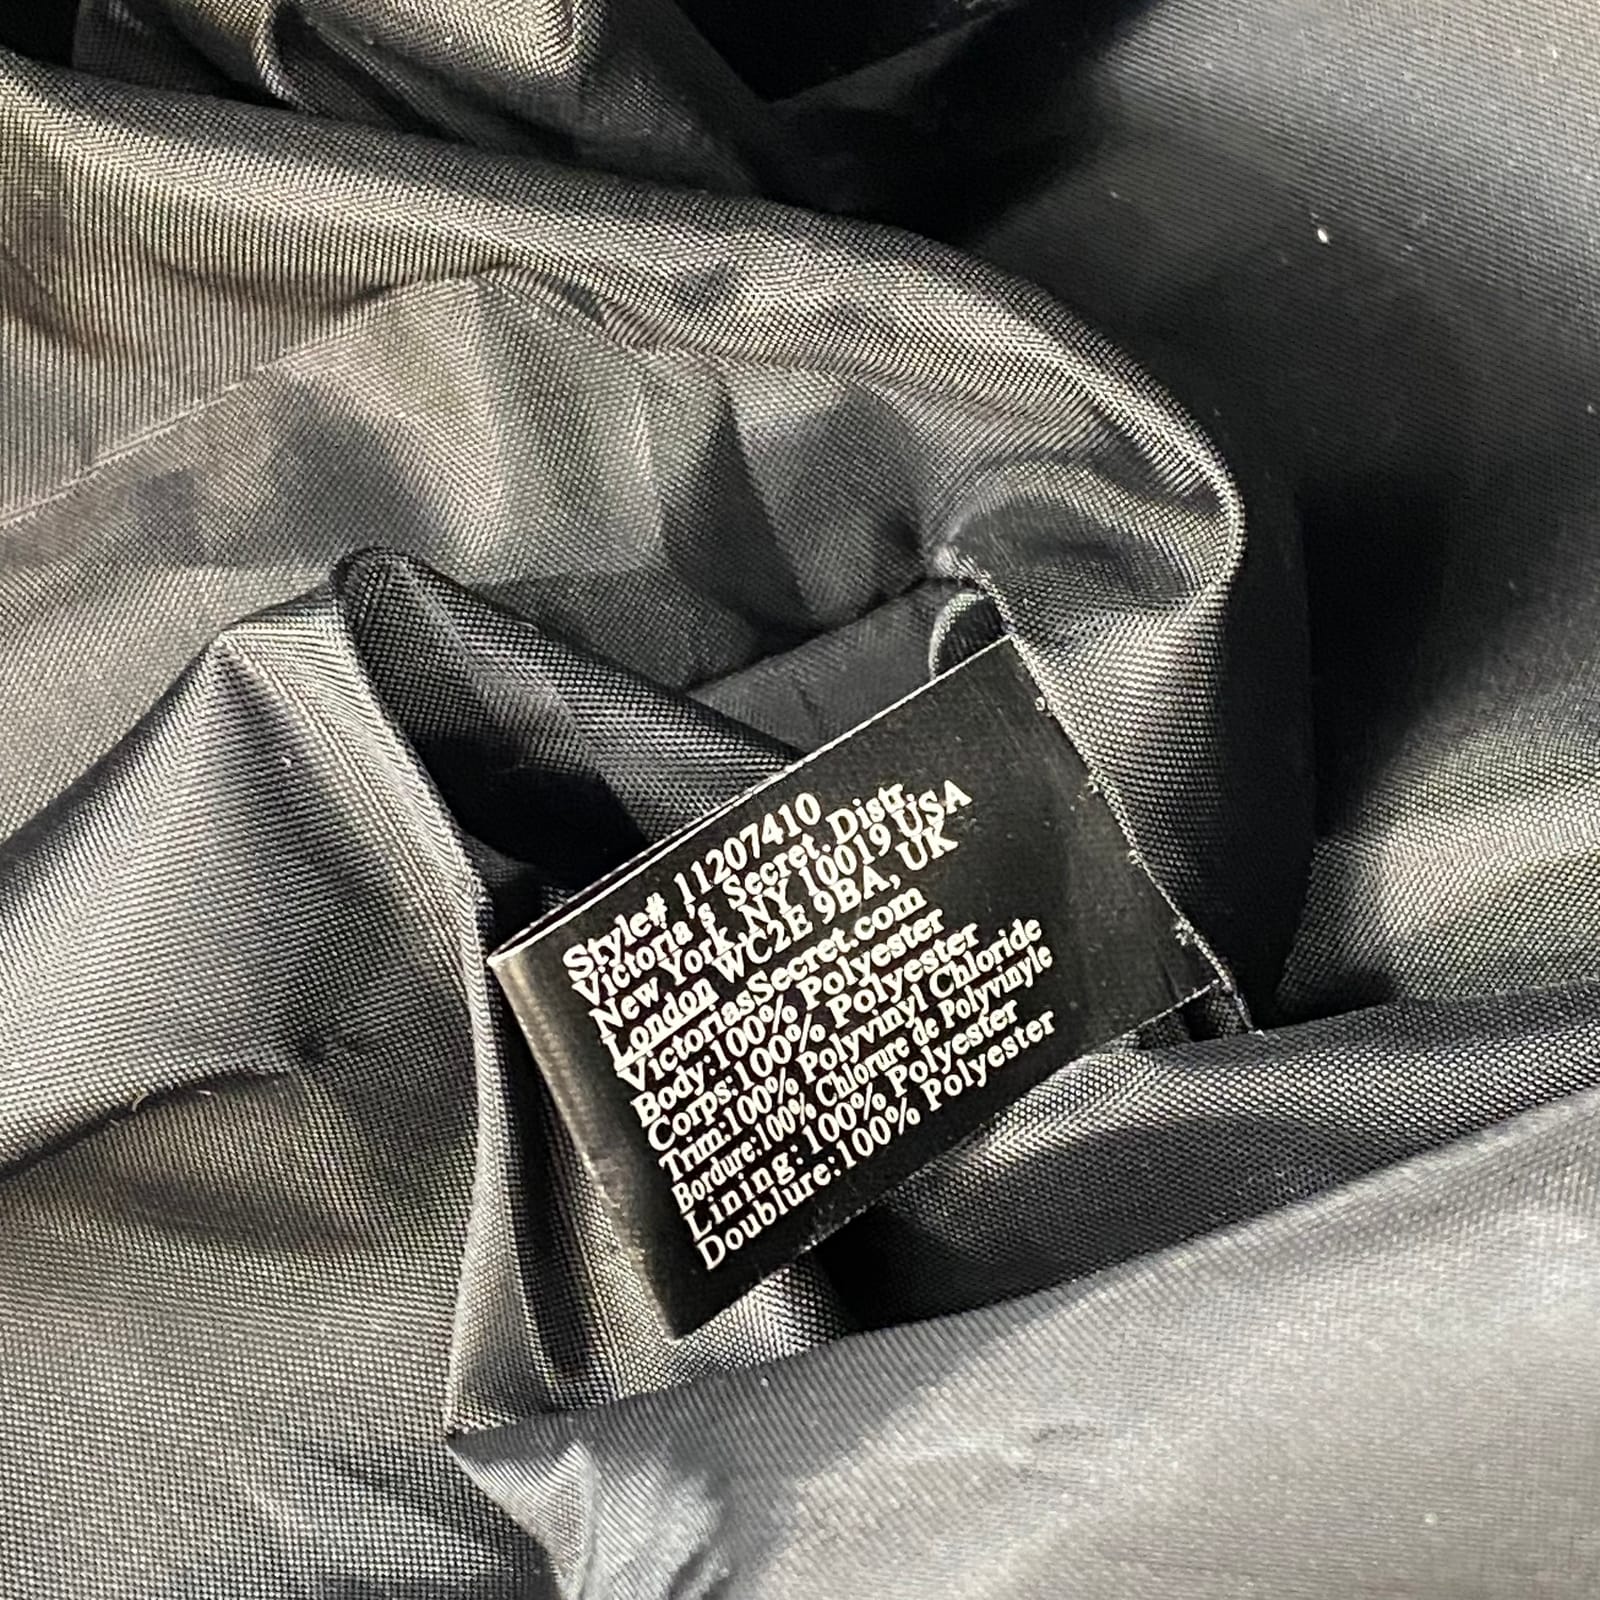 Style# 11207410
Victoria's Secret. Distr.
New York, NY 10019 USA
London WC2E 9BA, UK
VictoriasSecret.com
Body:100% Polyester
Corps:100% Polyester
Trim:100% Polyvinyl Chloride
Bordure:100% Chlorure de Polyvinyle
Lining:100% Polyester
Doublure:100% Polyester